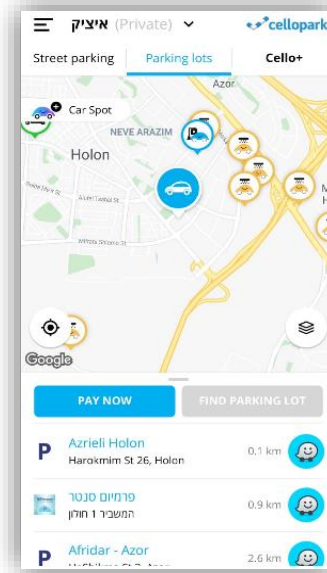 איציק (Private)
cellopark
Street parking
Parking lots
Cello+
Azor
Car Spot
NEVE ARAZIM
Holon
Google
PAY NOW
FIND PARKING LOT
Azrieli Holon
Harokmim St 26, Holon
0.1 km
פרמיום סנטר
המשביר 1 חולון
0.9 km
Afridar - Azor
2.6 km